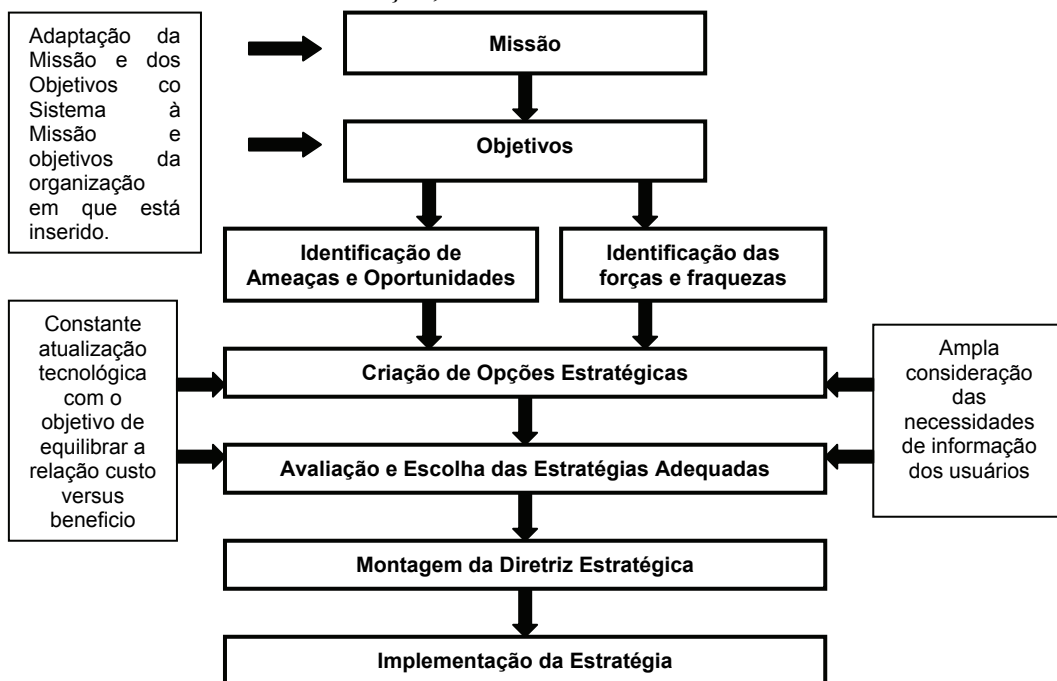 Adaptação da
Missão e dos
Objetivos co
Sistema à
Missão e
objetivos da
organização
em que está
inserido.
Missão
Objetivos
Identificação de
Ameaças e Oportunidades
Identificação das
forças e fraquezas
Constante
atualização
tecnológica
com o
objetivo de
equilibrar a
relação custo
versus
beneficio
Criação de Opções Estratégicas
Avaliação e Escolha das Estratégias Adequadas
Ampla
consideração
das
necessidades
de informação
dos usuários
Montagem da Diretriz Estratégica
Implementação da Estratégia